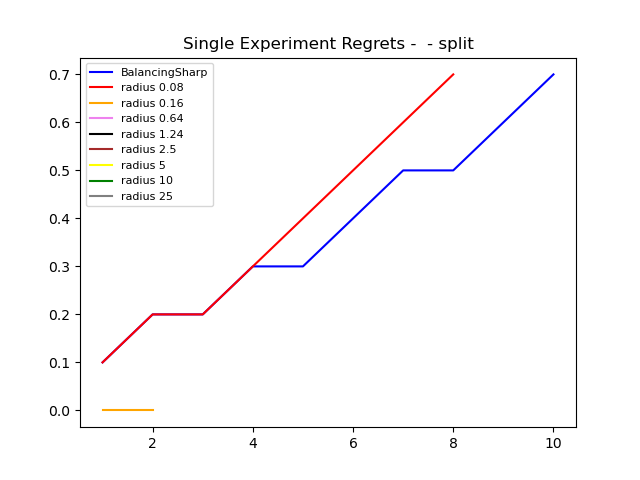 Single Experiment Regrets -  - split
BalancingSharp
radius 0.08
radius 0.16
radius 0.64
radius 1.24
radius 2.5
radius 5
radius 10
radius 25
0.7
0.6
0.5
0.4
0.3
0.2
0.1
0.0
2 4 6 8 10